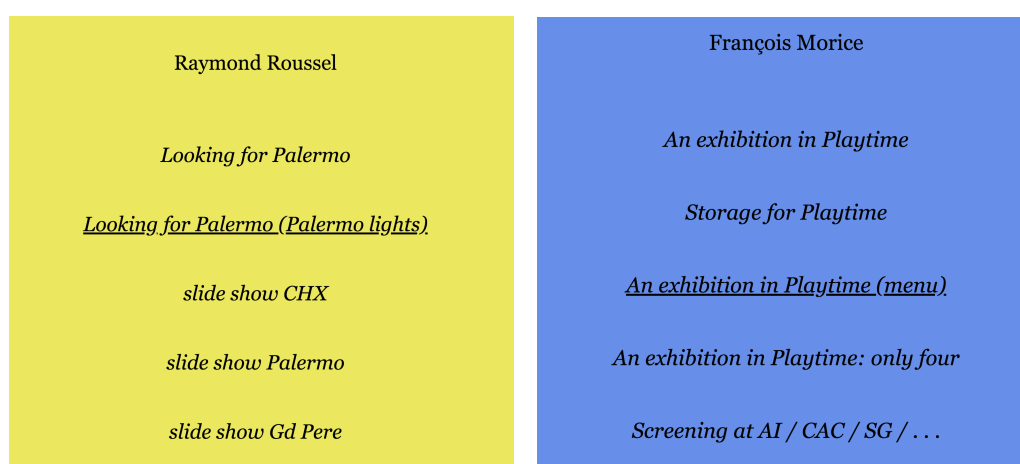 Raymond Roussel
Looking for Palermo
Looking for Palermo (Palermo lights)
slide show CHX
slide show Palermo
slide show Gd Pere
François Morice
An exhibition in Playtime
Storage for Playtime
An exhibition in Playtime (menu)
An exhibition in Playtime: only four
Screening at AI / CAC / SG / . . .